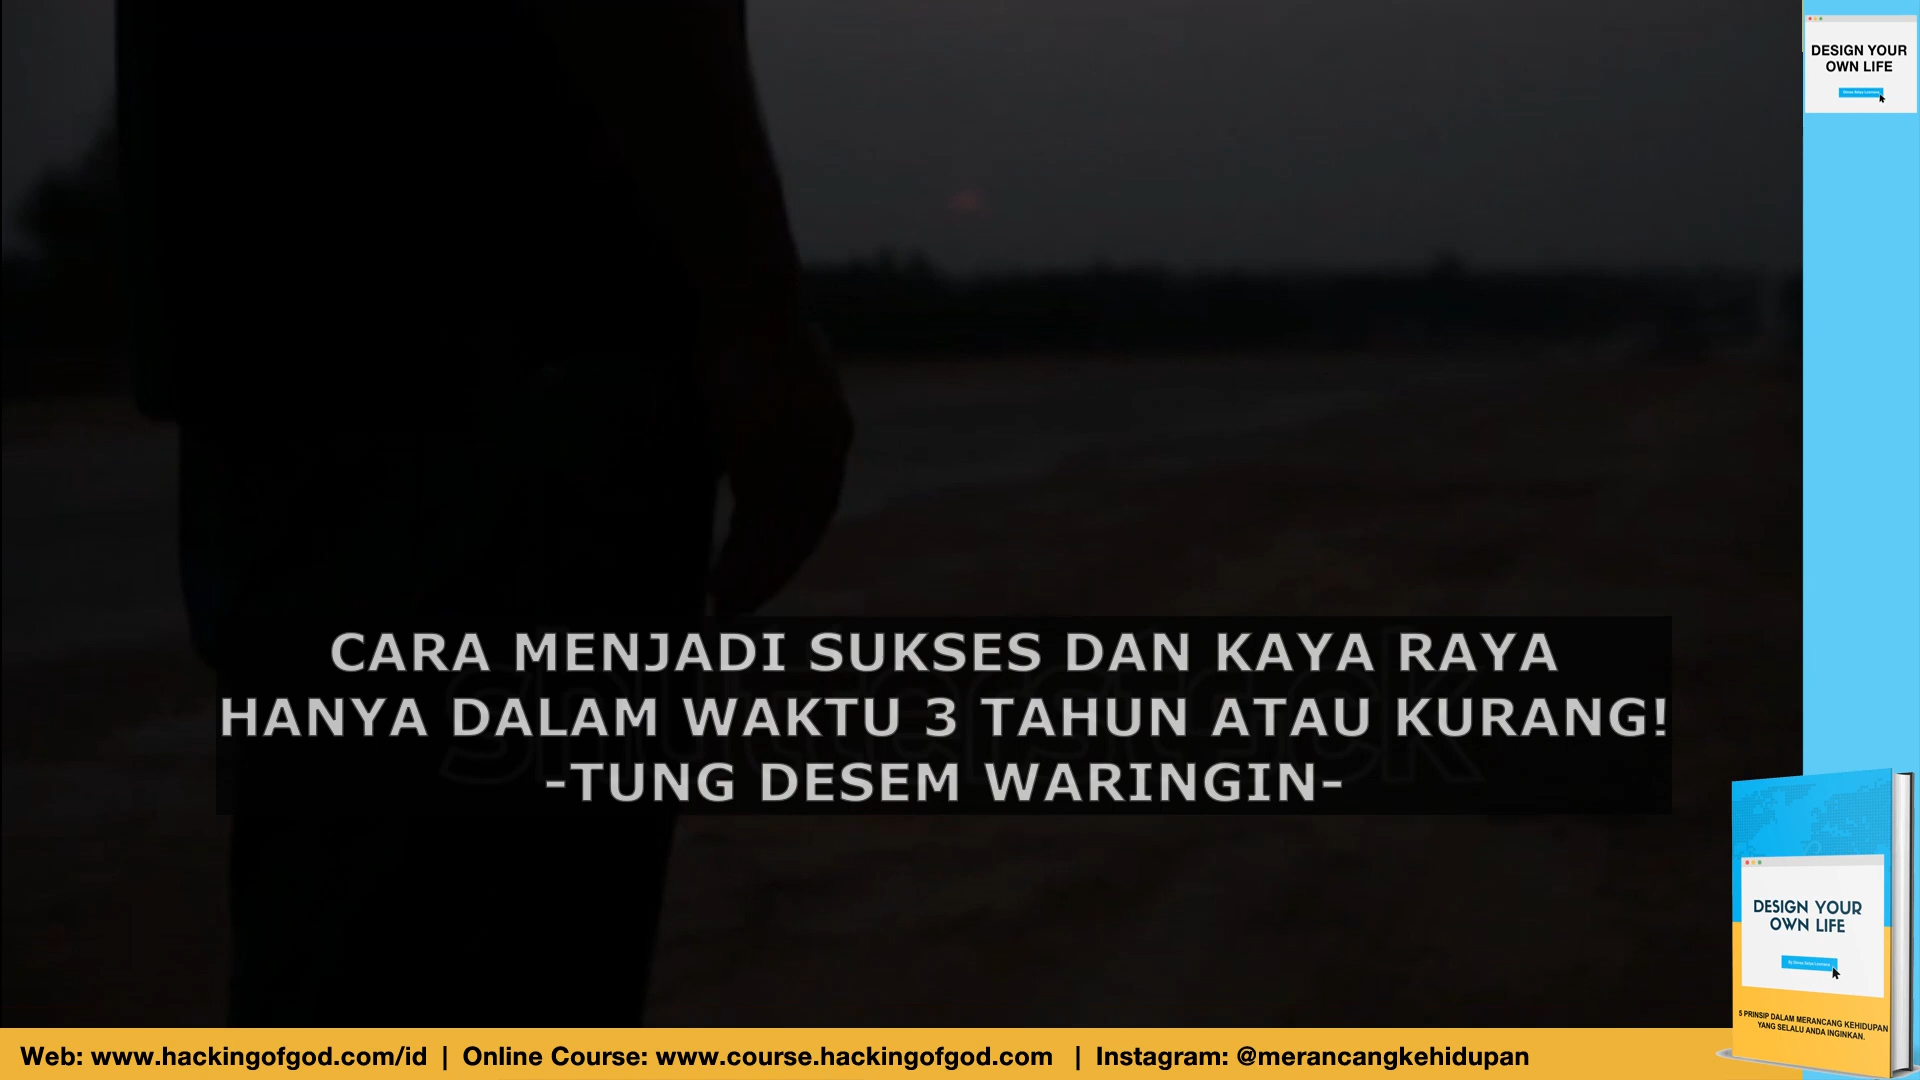 DESIGN YOUR
OWN LIFE
CARA MENJADI SUKSES DAN KAYA RAYA
HANYA DALAM WAKTU 3 TAHUN ATAU KURANG!
-TUNG DESEM WARINGIN-
shutterstock
DESIGN YOUR
OWN LIFE
5 PRINSIP DALAM MERANCANG KEHIDUPAN
YANG SELALU ANDA INGINKAN.
Web: www.hackingofgod.com/id | Online Course: www.course.hackingofgod.com | Instagram: @merancangkehidupan